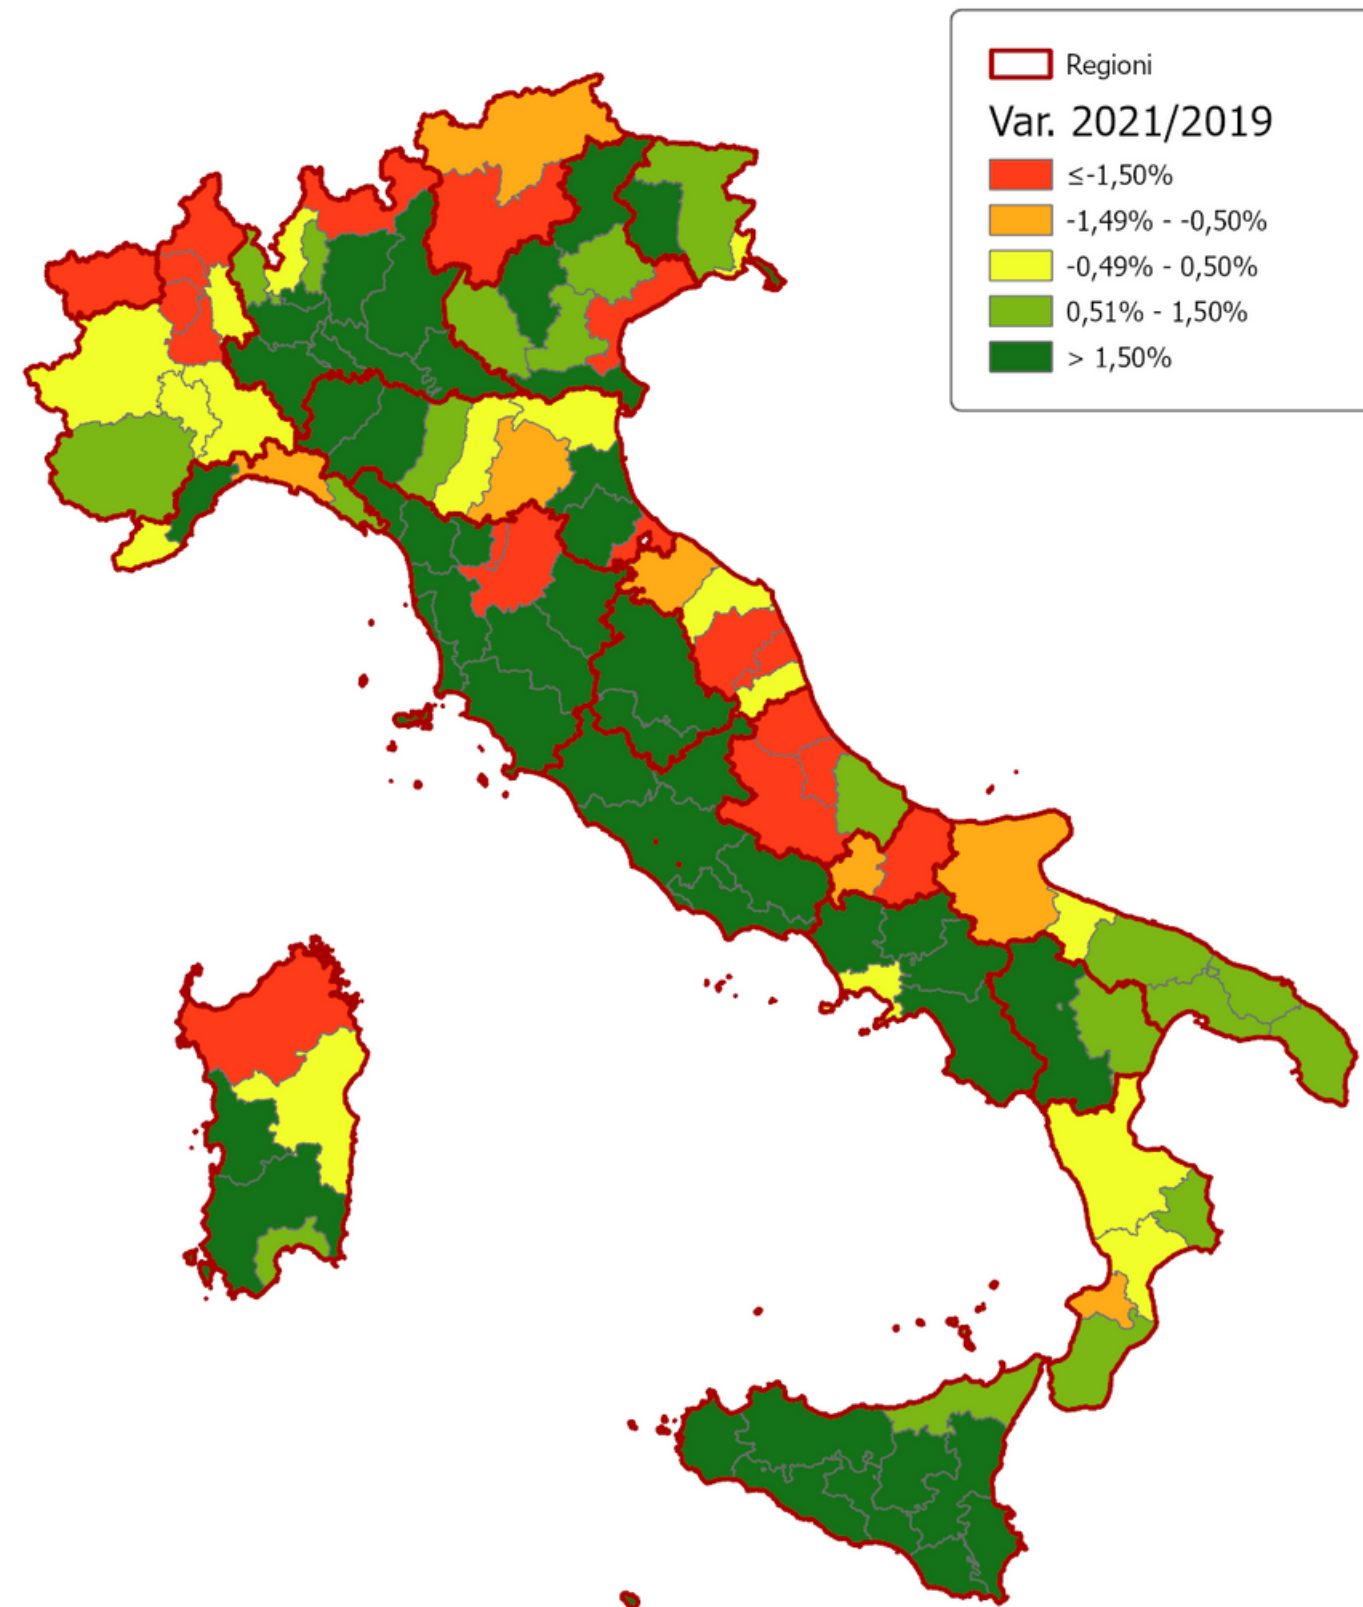 Regioni
Var. 2021/2019
≤-1,50%
-1,49% - -0,50%
-0,49% - 0,50%
0,51% - 1,50%
> 1,50%